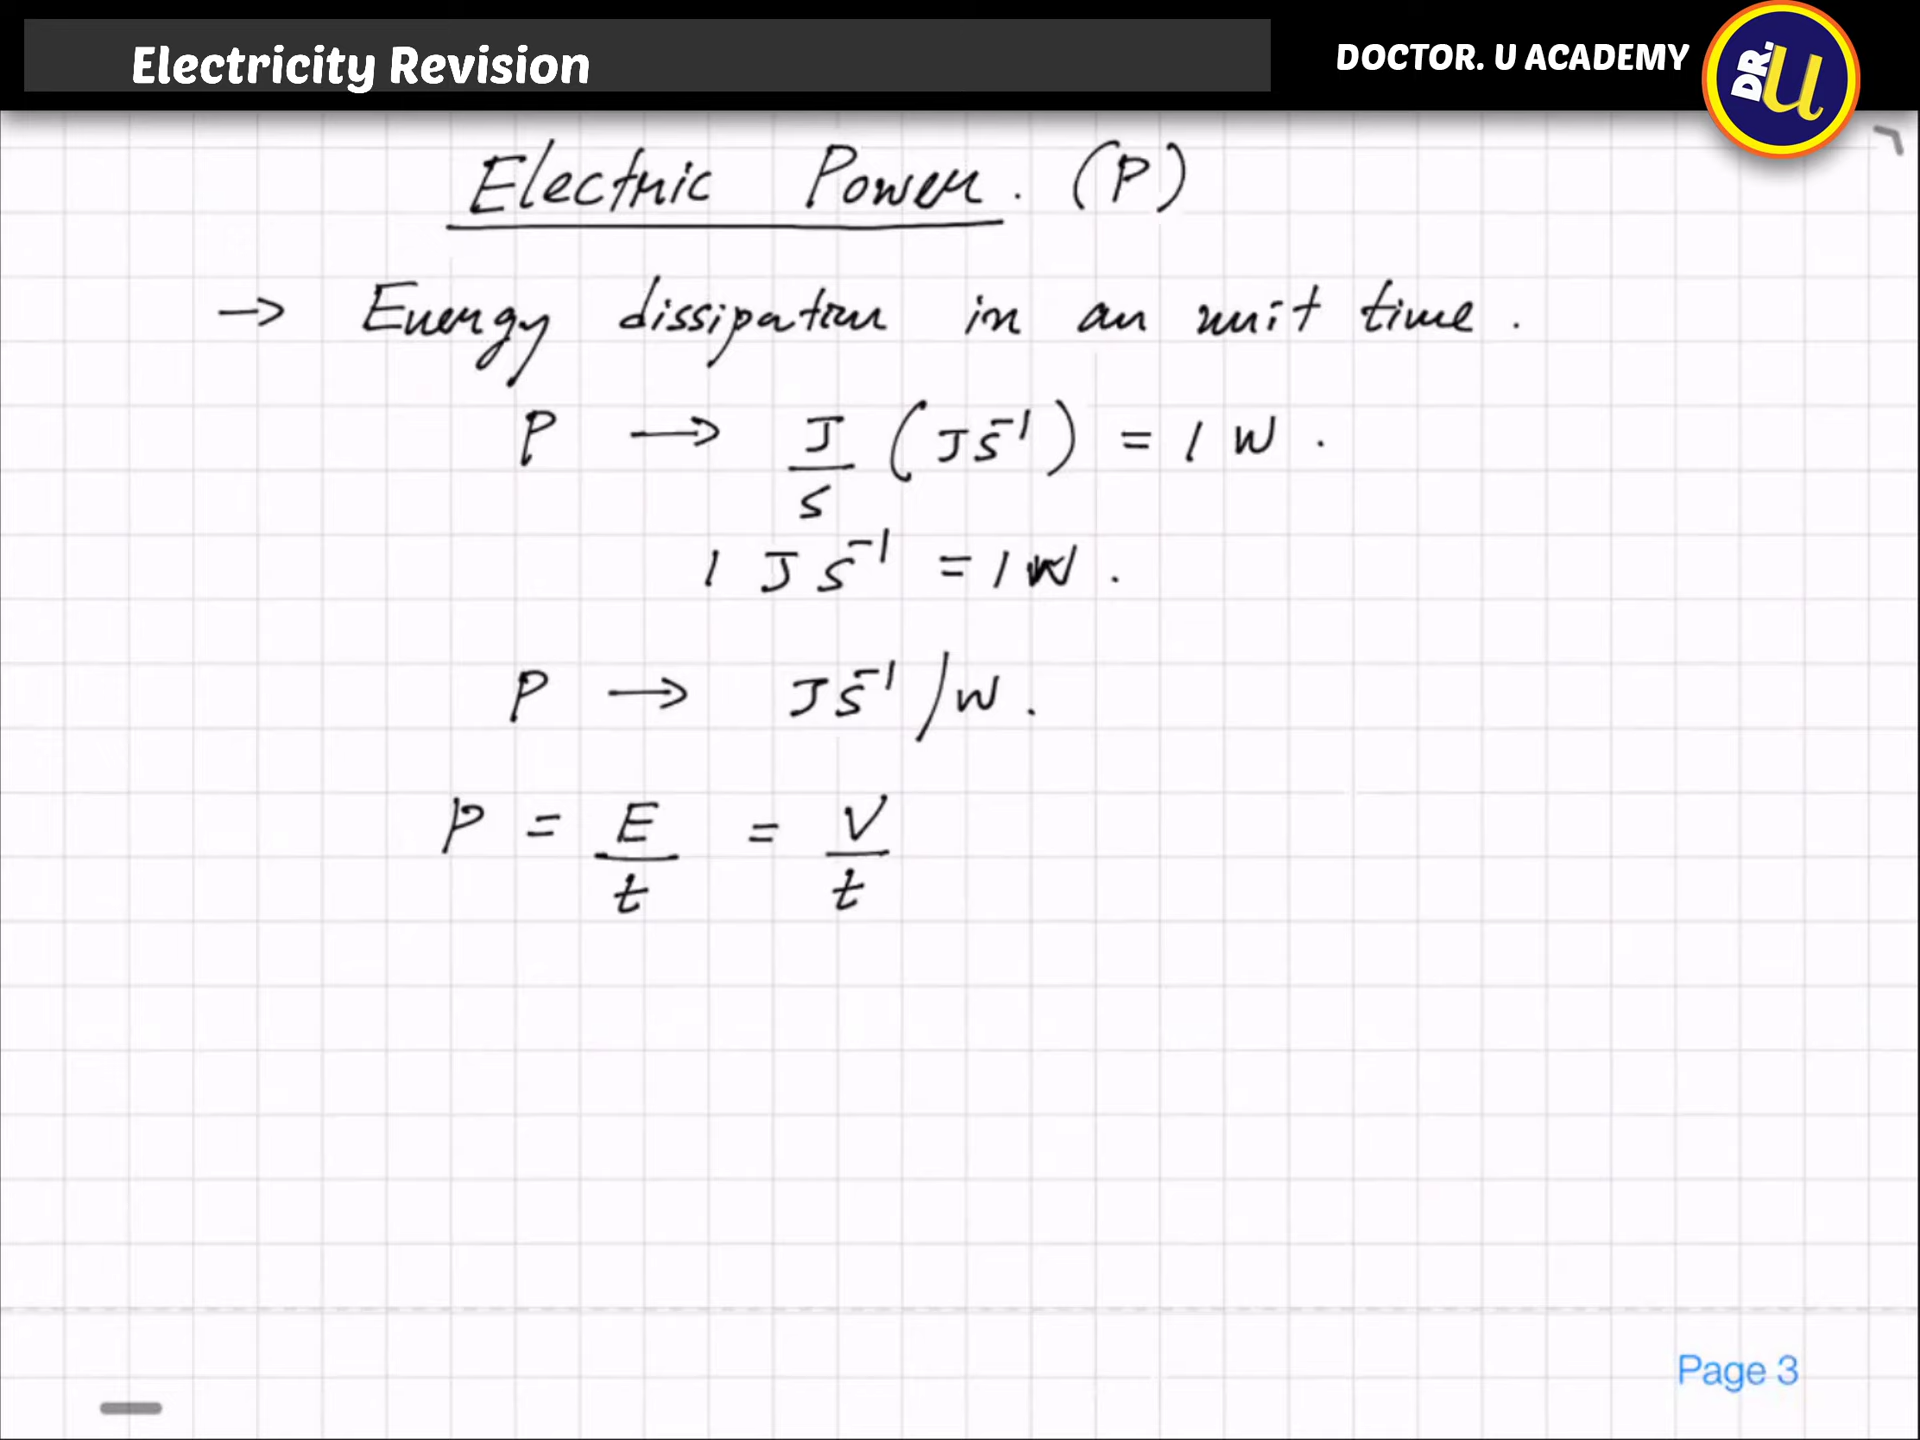 Electricity Revision
DOCTOR. U ACADEMY
DR. U
Electric Power. (P)
→ Energy dissipation in an unit time.
P → J/s (Js⁻¹) = 1 W.
1 Js⁻¹ = 1 W.
P → Js⁻¹/W.
P = E/t = V/t
Page 3